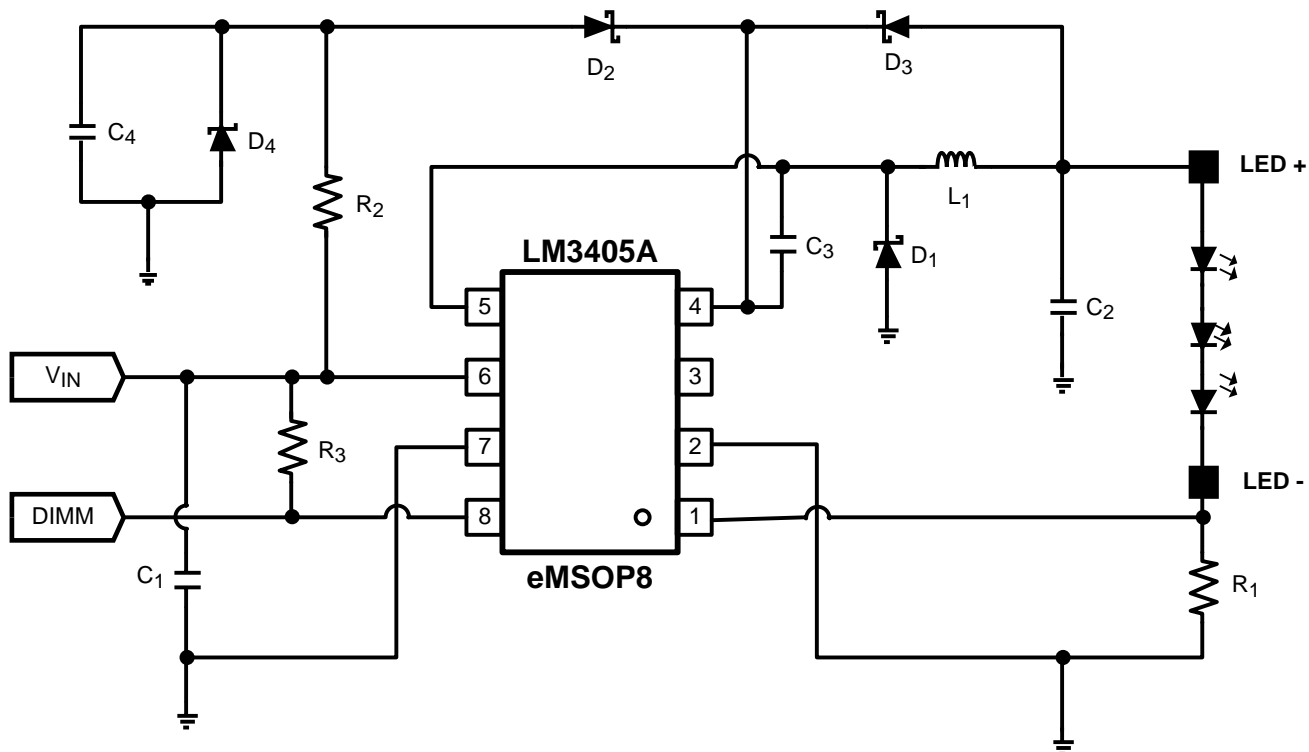 D2
D3
C4
D4
R2
L1
LED +
C3
D1
LM3405A
C2
5
4
VIN
6
3
R3
7
2
LED -
DIMM
8
1
C1
eMSOP8
R1